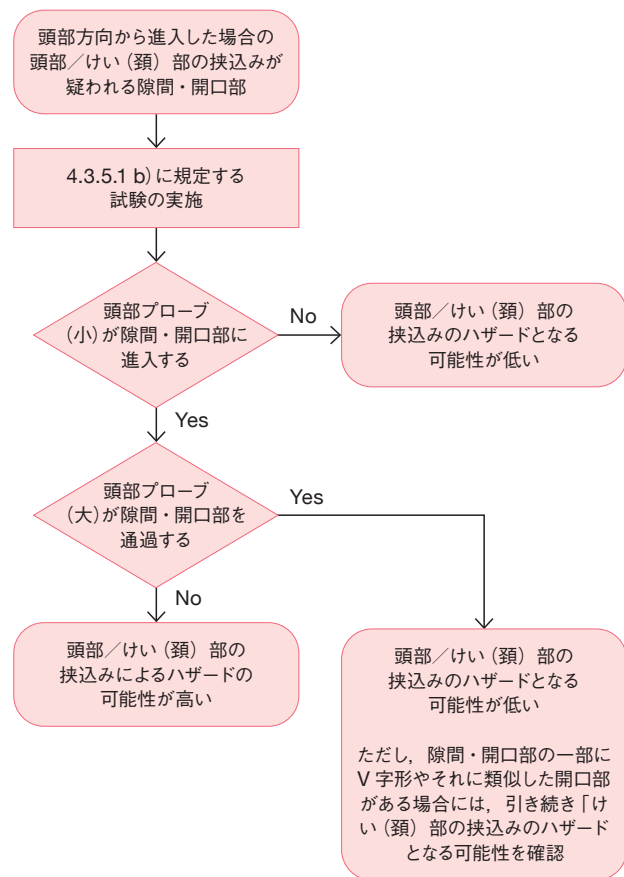 頭部方向から進入した場合の
頭部／けい（頚）部の挟込みが
疑われる隙間・開口部
4.3.5.1 b）に規定する
試験の実施
頭部プローブ
（小）が隙間・開口部に
進入する
No
頭部／けい（頚）部の
挟込みのハザードとなる
可能性が低い
Yes
頭部プローブ
（大）が隙間・開口部を
通過する
Yes
No
頭部／けい（頚）部の
挟込みによるハザードの
可能性が高い
頭部／けい（頚）部の
挟込みのハザードとなる
可能性が低い
ただし，隙間・開口部の一部に
V 字形やそれに類似した開口部
がある場合には，引き続き「け
い（頚）部の挟込みのハザード
となる可能性を確認